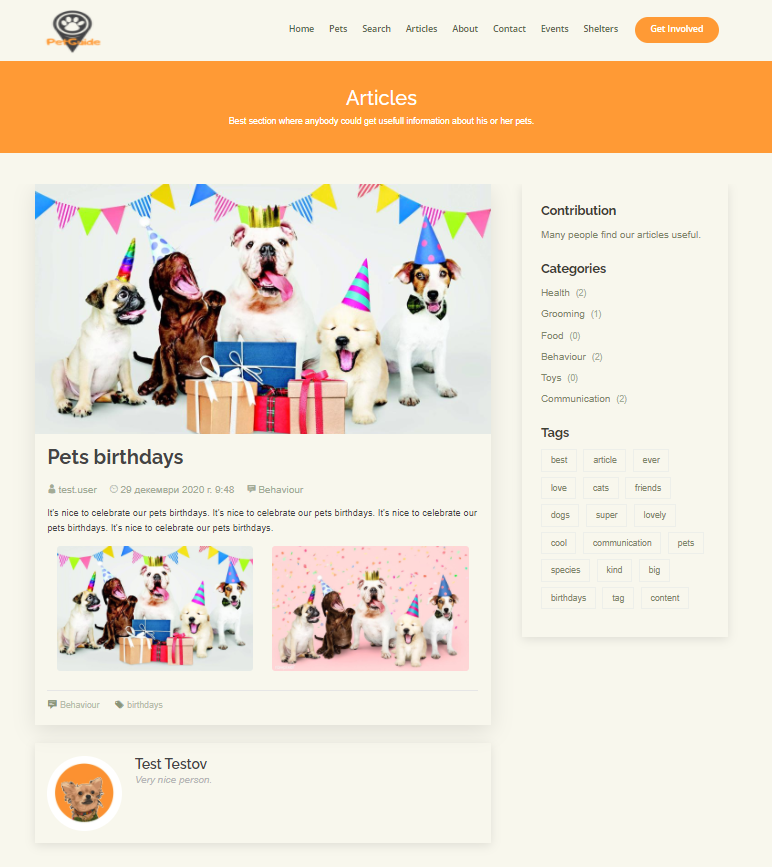 PetGuide
Home Pets Search Articles About Contact Events Shelters Get Involved
Articles
Best section where anybody could get usefull information about his or her pets.
Pets birthdays
test.user 29 декември 2020 г. 9:48 Behaviour
It's nice to celebrate our pets birthdays. It's nice to celebrate our pets birthdays. It's nice to celebrate our
pets birthdays. It's nice to celebrate our pets birthdays.
Behaviour birthdays
Test Testov
Very nice person.
Contribution
Many people find our articles useful.
Categories
Health (2)
Grooming (1)
Food (0)
Behaviour (2)
Toys (0)
Communication (2)
Tags
best article ever
love cats friends
dogs super lovely
cool communication pets
species kind big
birthdays tag content